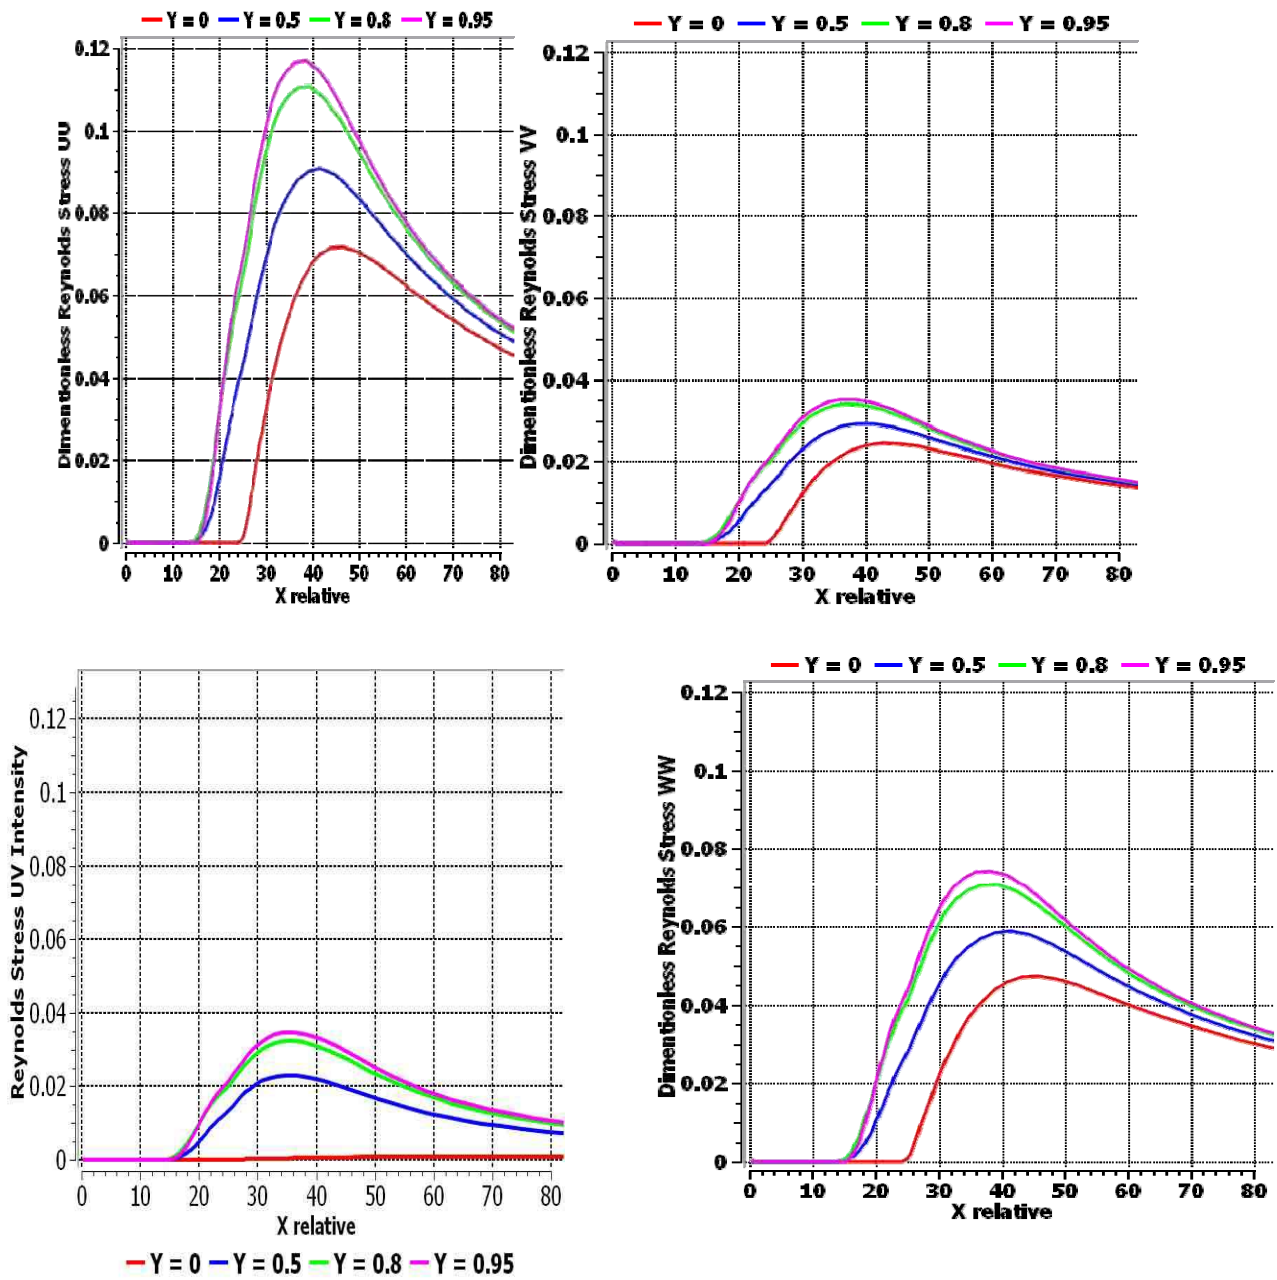 Y = 0 Y = 0.5 Y = 0.8 Y = 0.95
0.12
0.1
0.08
0.06
0.04
0.02
0
Dimentionless Reynolds Stress UU
0 10 20 30 40 50 60 70 80
X relative
Y = 0 Y = 0.5 Y = 0.8 Y = 0.95
0.12
0.1
0.08
0.06
0.04
0.02
0
Dimentionless Reynolds Stress VV
0 10 20 30 40 50 60 70 80
X relative
0.12
0.1
0.08
0.06
0.04
0.02
0
Reynolds Stress UV Intensity
0 10 20 30 40 50 60 70 80
X relative
Y = 0 Y = 0.5 Y = 0.8 Y = 0.95
Y = 0 Y = 0.5 Y = 0.8 Y = 0.95
0.12
0.1
0.08
0.06
0.04
0.02
0
Dimentionless Reynolds Stress WW
0 10 20 30 40 50 60 70 80
X relative